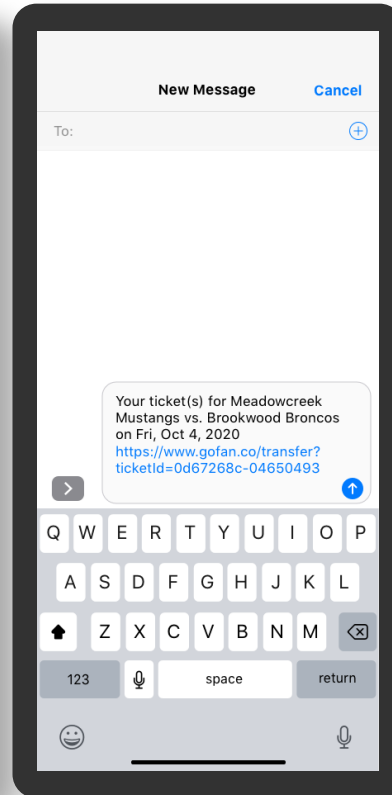 New Message Cancel
To:
Your ticket(s) for Meadowcreek
Mustangs vs. Brookwood Broncos
on Fri, Oct 4, 2020
https://www.gofan.co/transfer?
ticketId=0d67268c-04650493
Q W E R T Y U I O P
A S D F G H J K L
Z X C V B N M
123 space return